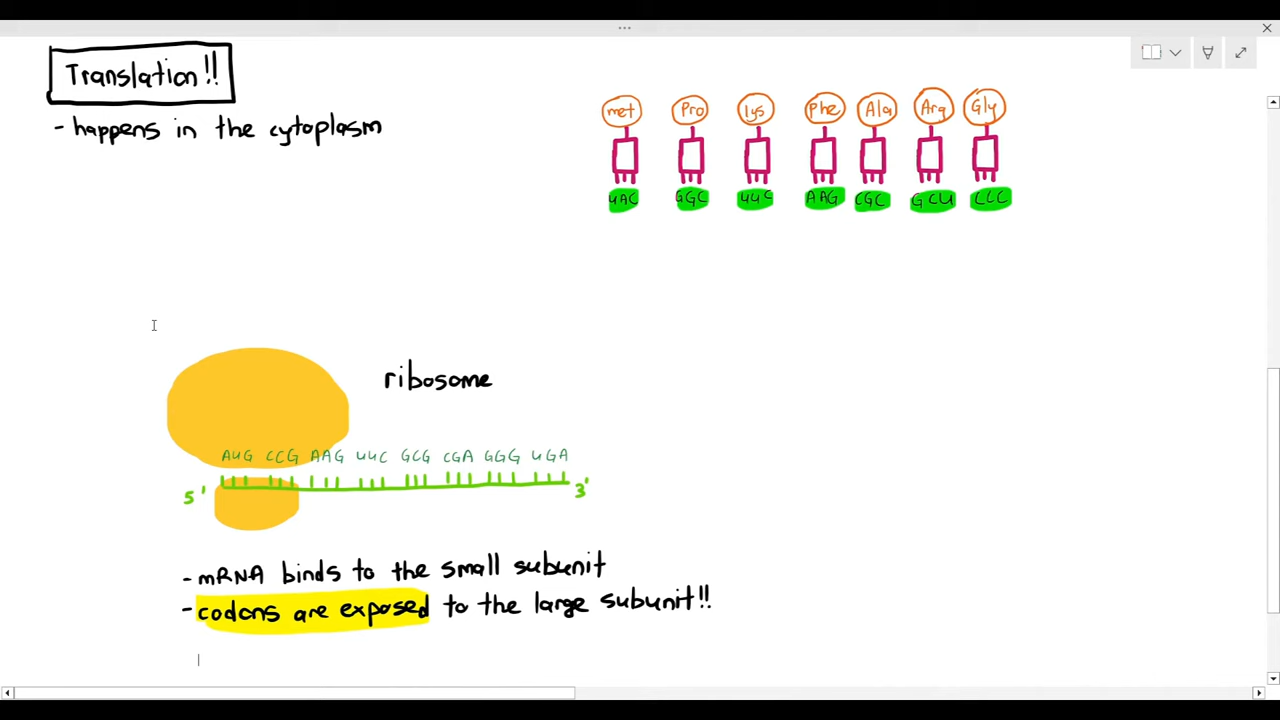 Translation!!
- happens in the cytoplasm
met Pro lys Phe Ala Arg Gly
UAC GGC UUC AAG CGC GCU CCC
ribosome
AUG CCG AAG UUC GCG CGA GGG UGA
5' 3'
- mRNA binds to the small subunit
- codons are exposed to the large subunit!!